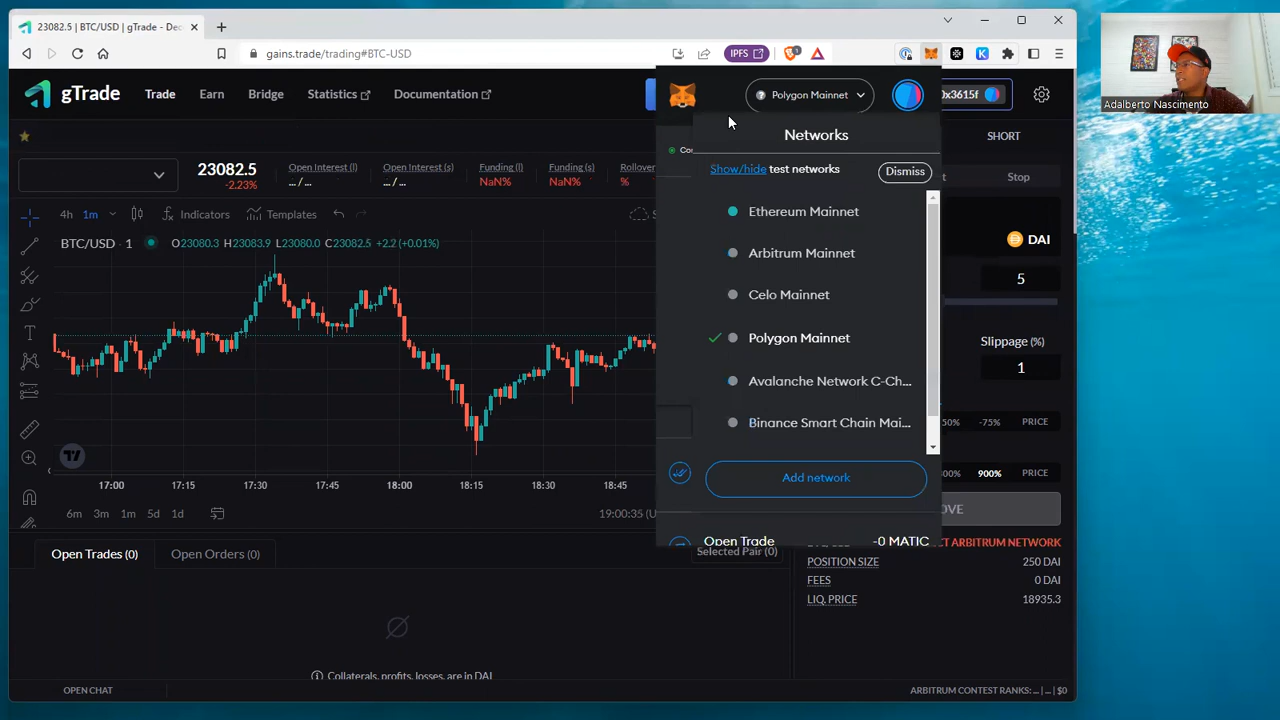 23082.5 | BTC/USD | gTrade - Dec
gains.trade/trading#BTC-USD
IPFS
1
gTrade
Trade
Earn
Bridge
Statistics
Documentation
Polygon Mainnet
0x3615f
Adalberto Nascimento
Networks
SHORT
Show/hide test networks
Dismiss
23082.5
-2.23%
Open Interest (l)
…/…
Open Interest (s)
…/…
Funding (l)
NaN%
Funding (s)
NaN%
Rollover
%
Stop
4h
1m
Indicators
Templates
BTC/USD · 1
O23080.3 H23083.9 L23080.0 C23082.5 +2.2 (+0.01%)
Ethereum Mainnet
Arbitrum Mainnet
Celo Mainnet
Polygon Mainnet
Avalanche Network C-Ch...
Binance Smart Chain Mai...
Add network
Open Trade
-0 MATIC
DAI
5
Slippage (%)
1
-75%
PRICE
900%
PRICE
17:00
17:15
17:30
17:45
18:00
18:15
18:30
18:45
6m
3m
1m
5d
1d
19:00:35
Selected Pair (0)
ARBITRUM NETWORK
POSITION SIZE
250 DAI
FEES
0 DAI
LIQ. PRICE
18935.3
Open Trades (0)
Open Orders (0)
Collaterals, profits, losses, are in DAI
OPEN CHAT
ARBITRUM CONTEST RANKS: … | … | $0